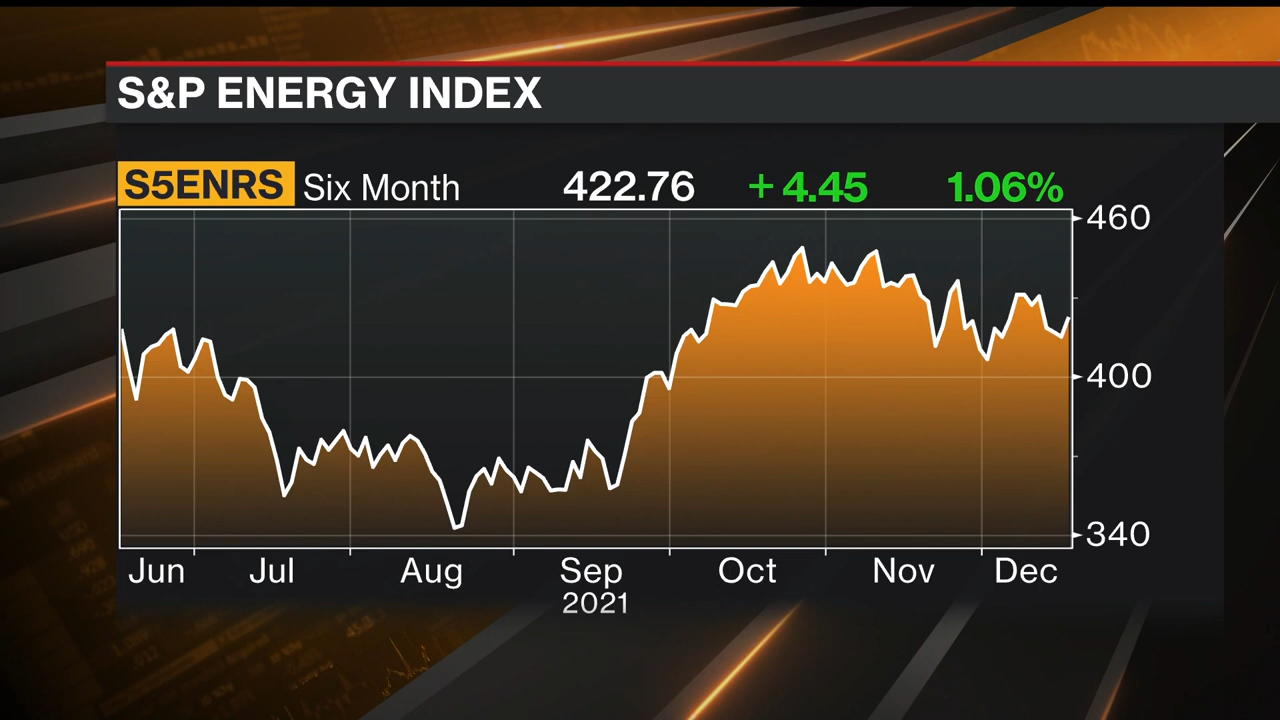 S&P ENERGY INDEX
S5ENRS Six Month 422.76 +4.45 1.06%
460
400
340
Jun Jul Aug Sep Oct Nov Dec
2021